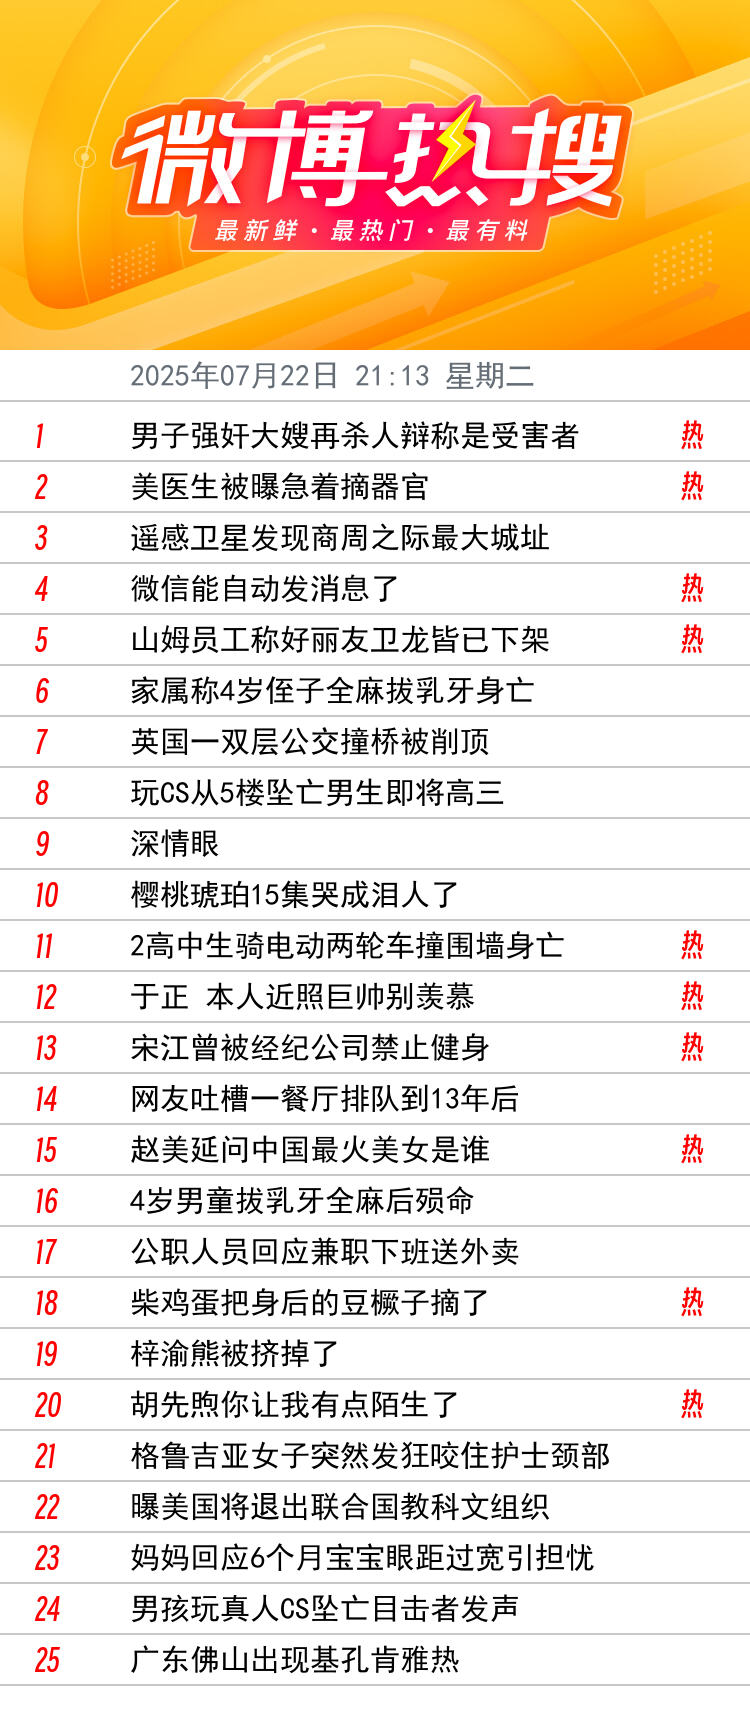 微博热搜
最新鲜·最热门·最有料
2025年07月22日 21:13 星期二
1 男子强奸大嫂再杀人辩称是受害者 热
2 美医生被曝急着摘器官 热
3 遥感卫星发现商周之际最大城址
4 微信能自动发消息了 热
5 山姆员工称好丽友卫龙皆已下架 热
6 家属称4岁侄子全麻拔乳牙身亡
7 英国一双层公交撞桥被削顶
8 玩CS从5楼坠亡男生即将高三
9 深情眼
10 樱桃琥珀15集哭成泪人了
11 2高中生骑电动两轮车撞围墙身亡 热
12 于正 本人近照巨帅别羡慕 热
13 宋江曾被经纪公司禁止健身 热
14 网友吐槽一餐厅排队到13年后
15 赵美延问中国最火美女是谁 热
16 4岁男童拔乳牙全麻后殒命
17 公职人员回应兼职下班送外卖
18 柴鸡蛋把身后的豆橛子摘了 热
19 梓渝熊被挤掉了
20 胡先煦你让我有点陌生了 热
21 格鲁吉亚女子突然发狂咬住护士颈部
22 曝美国将退出联合国教科文组织
23 妈妈回应6个月宝宝眼距过宽引担忧
24 男孩玩真人CS坠亡目击者发声
25 广东佛山出现基孔肯雅热